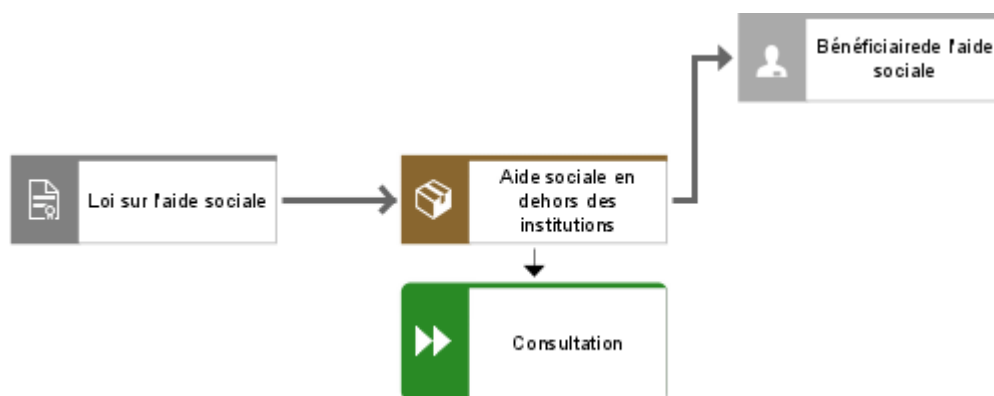 Bénéficiairede l'aide
sociale
Loi sur l'aide sociale
Aide sociale en
dehors des
institutions
Consultation